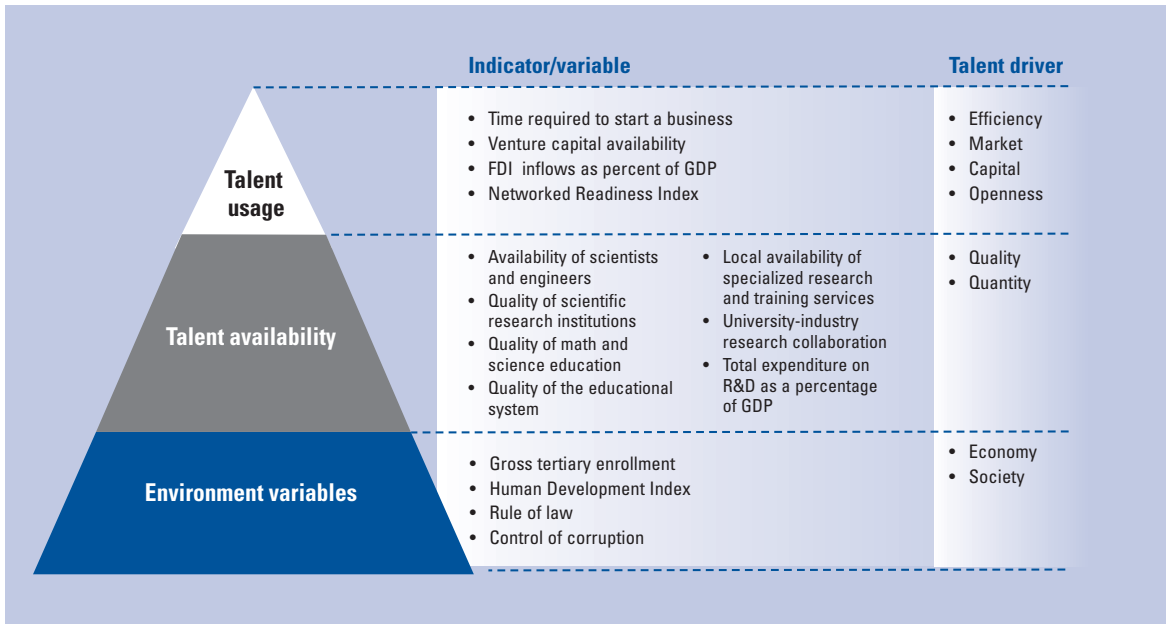 Indicator/variable
Talent driver
Talent
usage
• Time required to start a business
• Venture capital availability
• FDI inflows as percent of GDP
• Networked Readiness Index
• Efficiency
• Market
• Capital
• Openness
Talent availability
• Availability of scientists
and engineers
• Quality of scientific
research institutions
• Quality of math and
science education
• Quality of the educational
system
• Local availability of
specialized research
and training services
• University-industry
research collaboration
• Total expenditure on
R&D as a percentage
of GDP
• Quality
• Quantity
Environment variables
• Gross tertiary enrollment
• Human Development Index
• Rule of law
• Control of corruption
• Economy
• Society